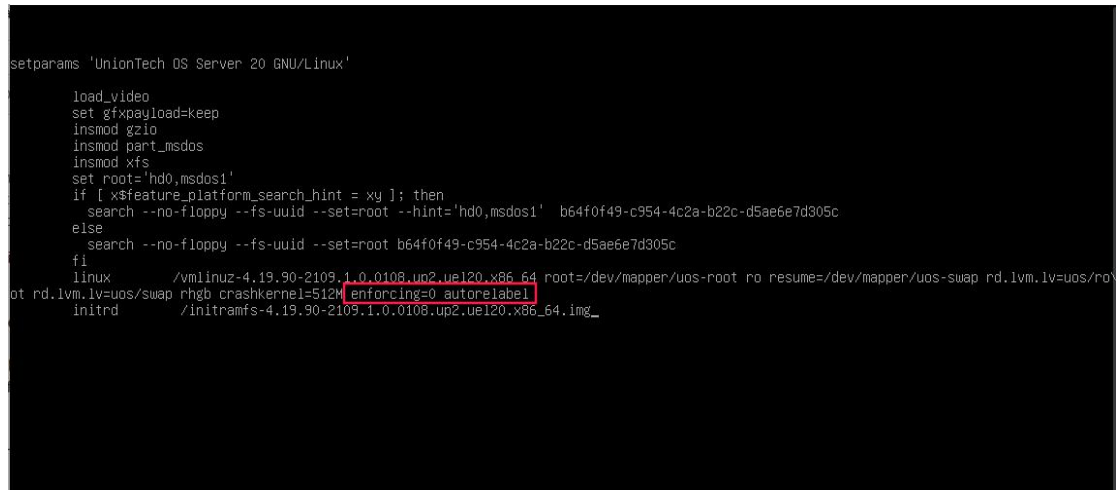 setparams 'UnionTech OS Server 20 GNU/Linux'
load_video
set gfxpayload=keep
insmod gzio
insmod part_msdos
insmod xfs
set root='hd0,msdos1'
if [ x$feature_platform_search_hint = xy ]; then
search --no-floppy --fs-uuid --set=root --hint='hd0,msdos1' b64f0f49-c954-4c2a-b22c-d5ae6e7d305c
else
search --no-floppy --fs-uuid --set=root b64f0f49-c954-4c2a-b22c-d5ae6e7d305c
fi
linux /vmlinuz-4.19.90-2109.1.0.0108.up2.uel20.x86_64 root=/dev/mapper/uos-root ro resume=/dev/mapper/uos-swap rd.lvm.lv=uos/ro\
ot rd.lvm.lv=uos/swap rhgb crashkernel=512M enforcing=0 autorelabel
initrd /initramfs-4.19.90-2109.1.0.0108.up2.uel20.x86_64.img_